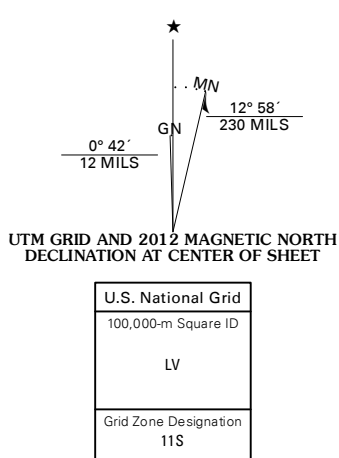 ★
MN
12° 58´
230 MILS
GN
0° 42´
12 MILS
UTM GRID AND 2012 MAGNETIC NORTH
DECLINATION AT CENTER OF SHEET
U.S. National Grid
100,000-m Square ID
LV
Grid Zone Designation
11S